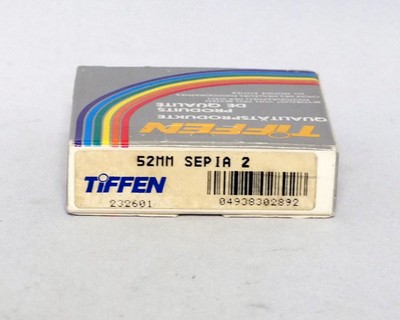 TIFFEN
QUALITÄTSPRODUKTE
PRODUITS
DE QUALITÉ
52MM SEPIA 2
TIFFEN
232601
04938302892